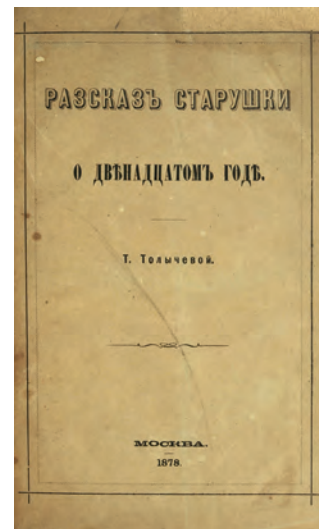 РАЗСКАЗЪ СТАРУШКИ
О ДВѢНАДЦАТОМЪ ГОДѢ.
Т. Толычевой.
МОСКВА.
1878.